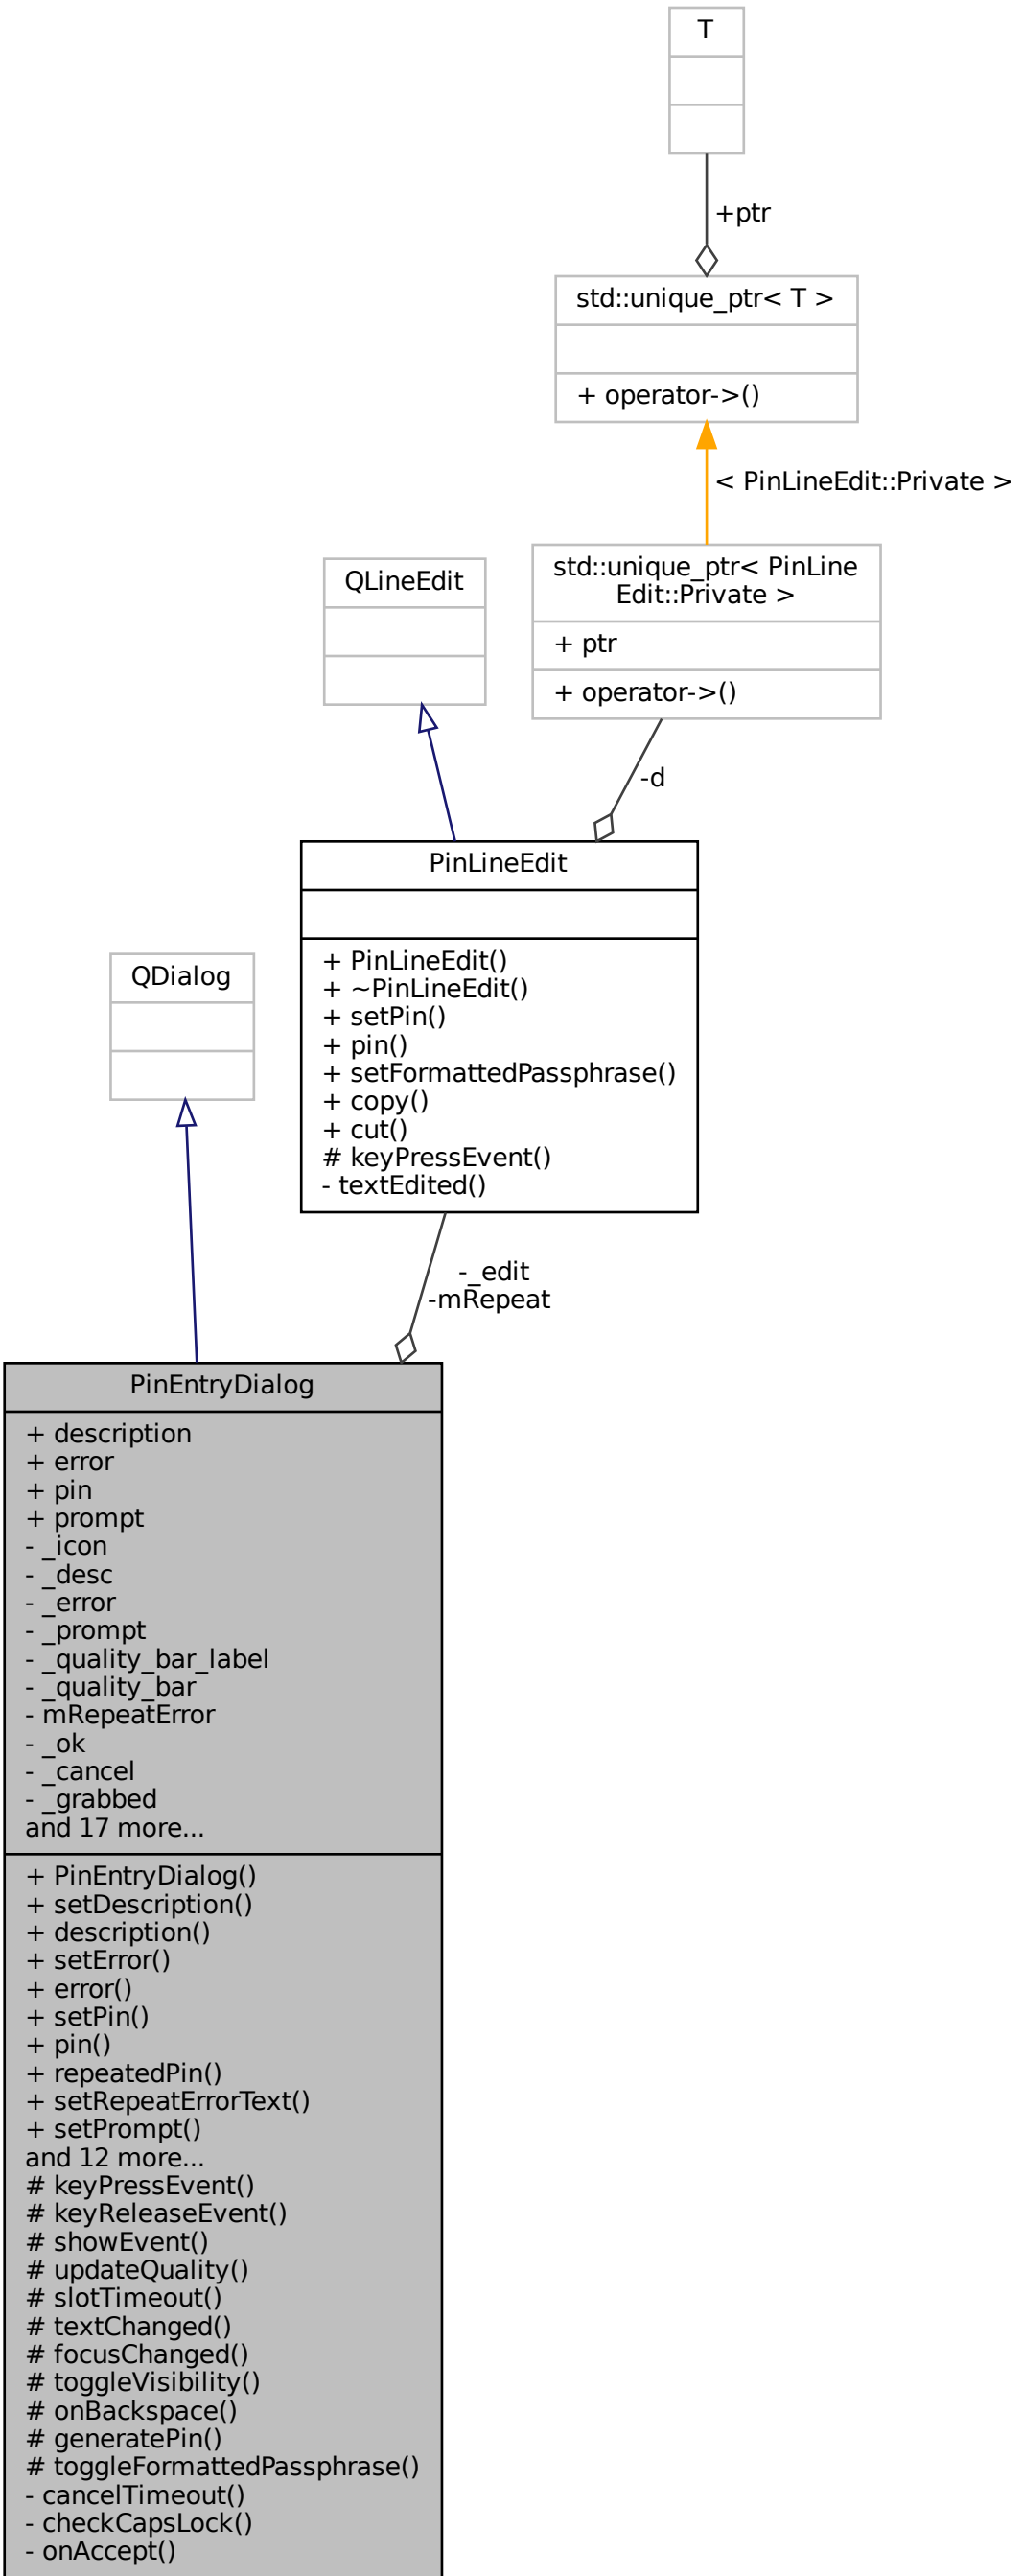 T
+ptr
std::unique_ptr< T >
+ operator->()
< PinLineEdit::Private >
std::unique_ptr< PinLine
Edit::Private >
+ ptr
+ operator->()
QLineEdit
-d
PinLineEdit
+ PinLineEdit()
+ ~PinLineEdit()
+ setPin()
+ pin()
+ setFormattedPassphrase()
+ copy()
+ cut()
# keyPressEvent()
- textEdited()
QDialog
-_edit
-mRepeat
PinEntryDialog
+ description
+ error
+ pin
+ prompt
- _icon
- _desc
- _error
- _prompt
- _quality_bar_label
- _quality_bar
- mRepeatError
- _ok
- _cancel
- _grabbed
and 17 more...
+ PinEntryDialog()
+ setDescription()
+ description()
+ setError()
+ error()
+ setPin()
+ pin()
+ repeatedPin()
+ setRepeatErrorText()
+ setPrompt()
and 12 more...
# keyPressEvent()
# keyReleaseEvent()
# showEvent()
# updateQuality()
# slotTimeout()
# textChanged()
# focusChanged()
# toggleVisibility()
# onBackspace()
# generatePin()
# toggleFormattedPassphrase()
- cancelTimeout()
- checkCapsLock()
- onAccept()